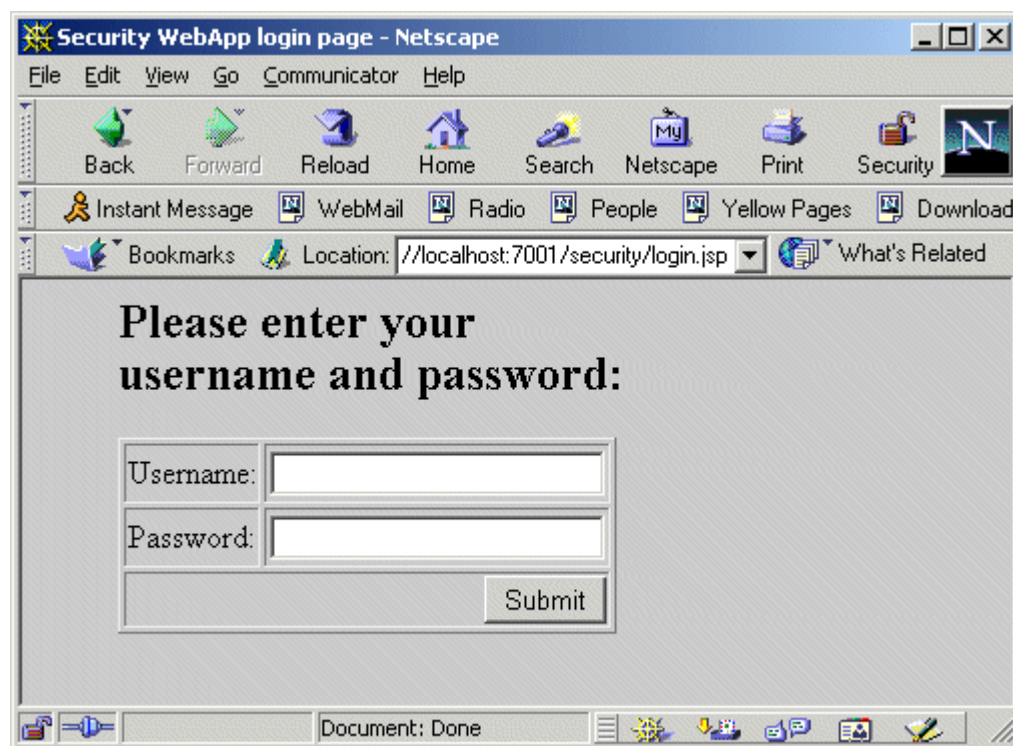 Security WebApp login page - Netscape
File Edit View Go Communicator Help
Back Forward Reload Home Search My Netscape Print Security N
Instant Message WebMail Radio People Yellow Pages Download
Bookmarks Location: //localhost:7001/security/login.jsp What's Related
Please enter your
username and password:
Username:
Password:
Submit
Document: Done